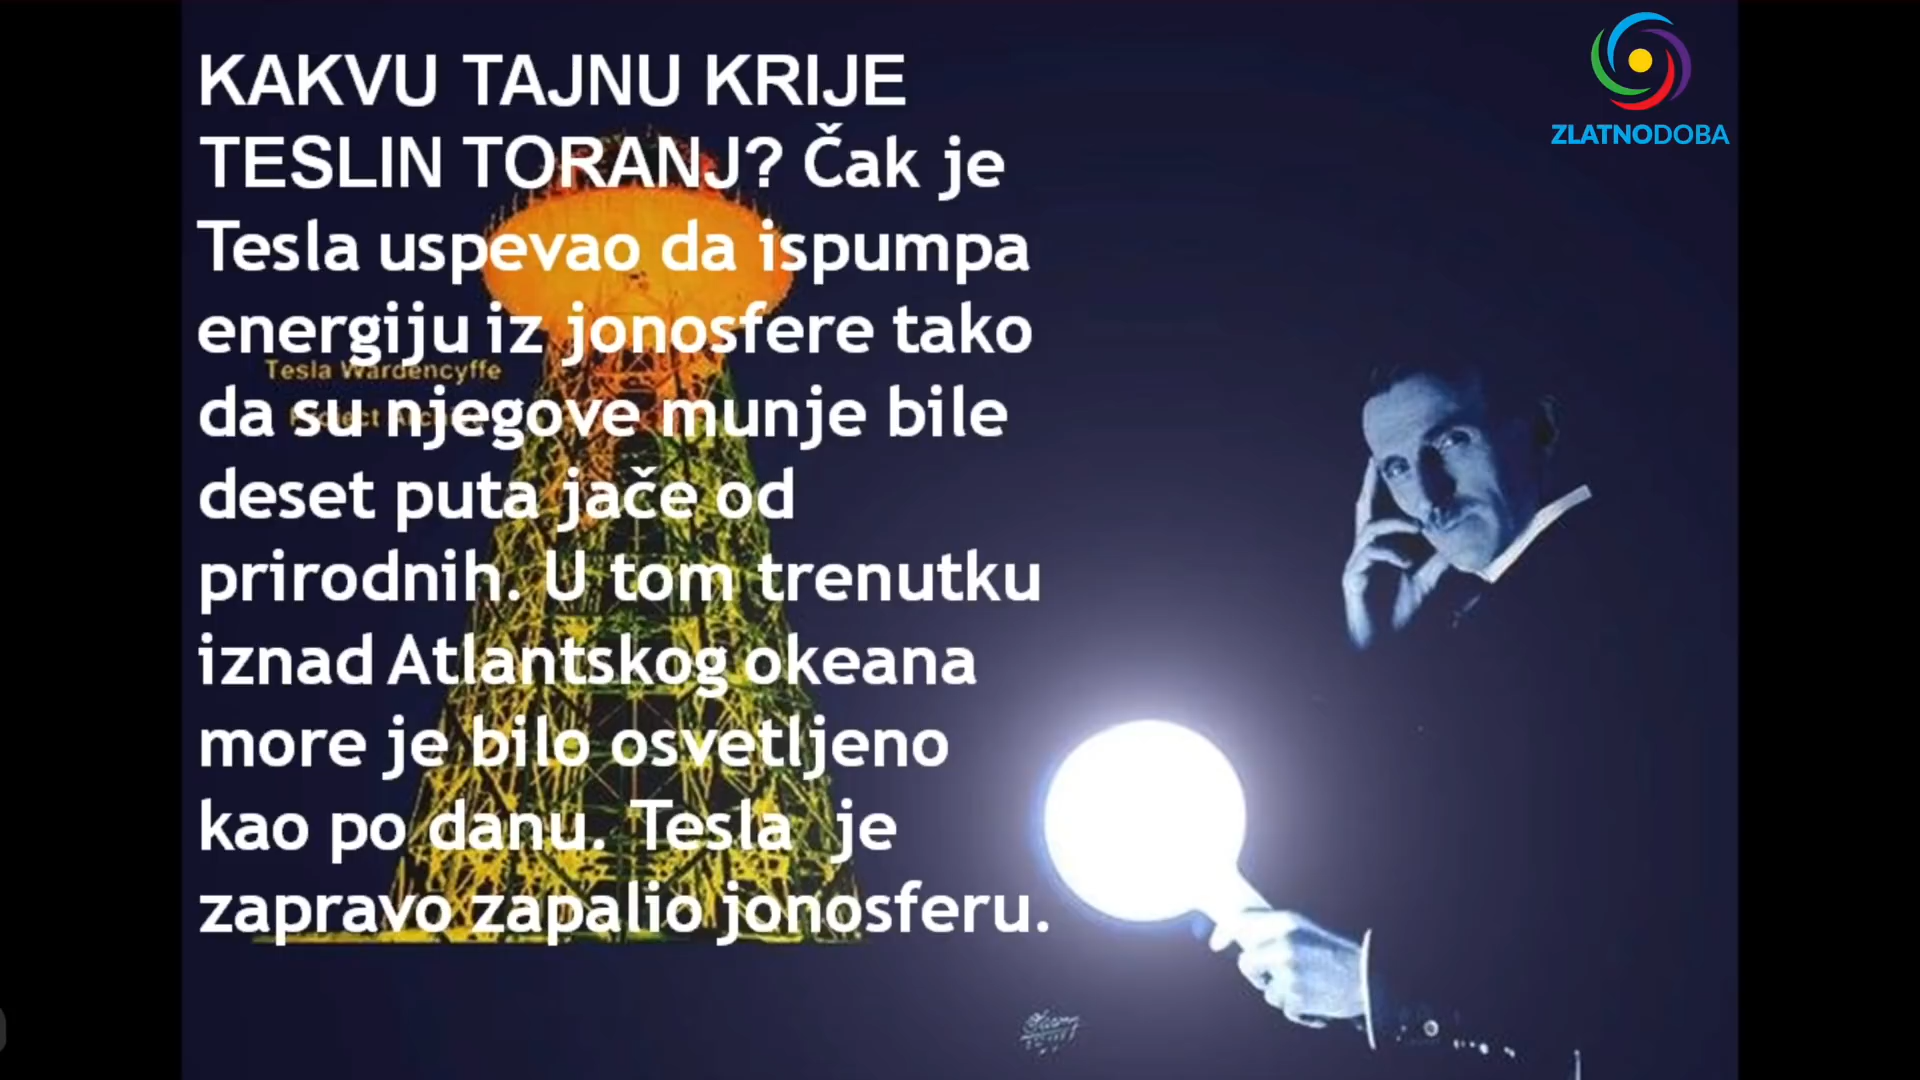 KAKVU TAJNU KRIJE
TESLIN TORANJ? Čak je
Tesla uspevao da ispumpa
energiju iz jonosfere tako
da su njegove munje bile
deset puta jače od
prirodnih. U tom trenutku
iznad Atlantskog okeana
more je bilo osvetljeno
kao po danu. Tesla je
zapravo zapalio jonosferu.
Tesla Wardencyffe
ZLATNODOBA